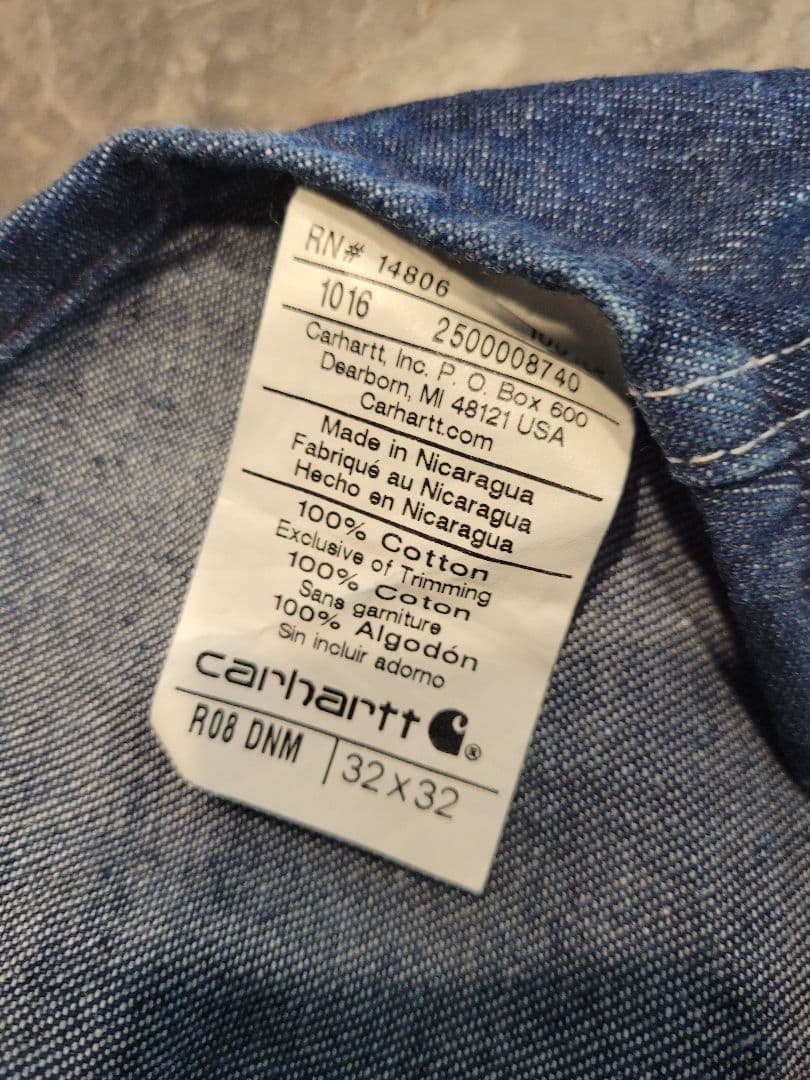 RN# 14806
1016 2500008740
Carhartt, Inc. P. O. Box 600
Dearborn, MI 48121 USA
Carhartt.com
Made in Nicaragua
Fabriqué au Nicaragua
Hecho en Nicaragua
100% Cotton
Exclusive of Trimming
100% Coton
Sans garniture
100% Algodón
Sin incluir adorno
carhartt ®
R08 DNM 32x32